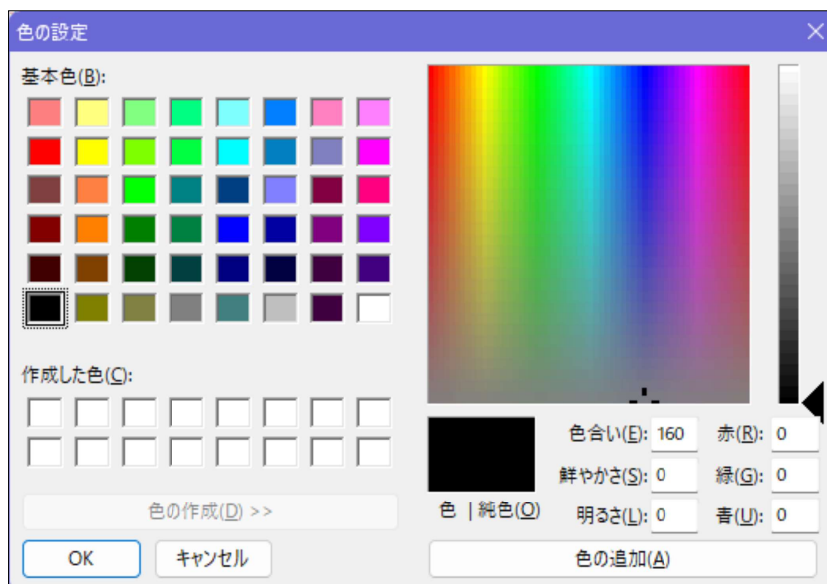 色の設定
基本色(B):
作成した色(C):
色の作成(D) >>
OK
キャンセル
色 | 純色(O)
色合い(E): 160
鮮やかさ(S): 0
明るさ(L): 0
赤(R): 0
緑(G): 0
青(U): 0
色の追加(A)